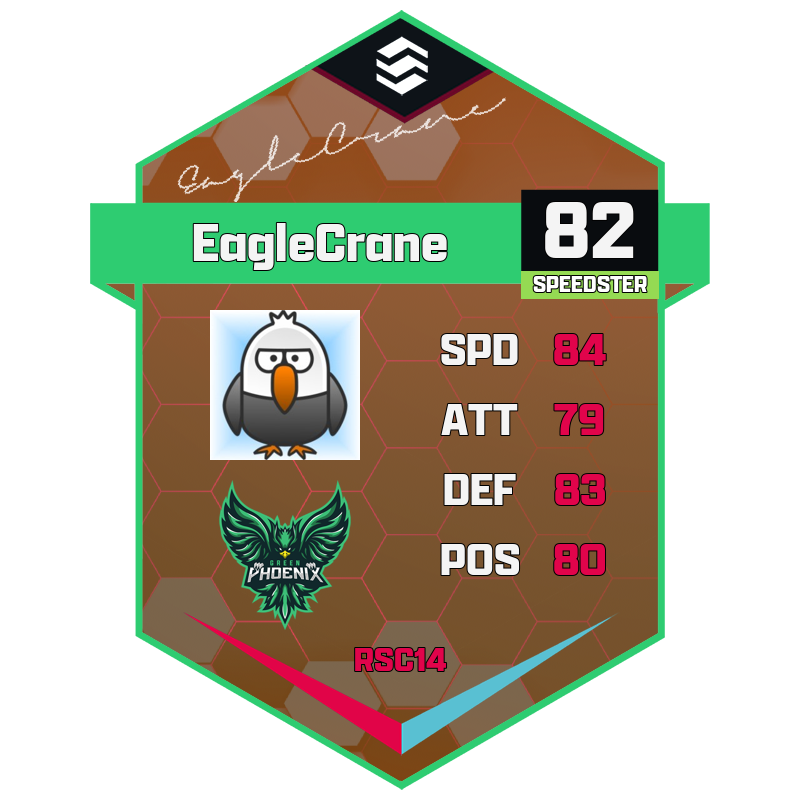 EagleCrane
EagleCrane
82
SPEEDSTER
SPD 84
ATT 79
DEF 83
POS 80
GREEN
PHOENIX
RSC14